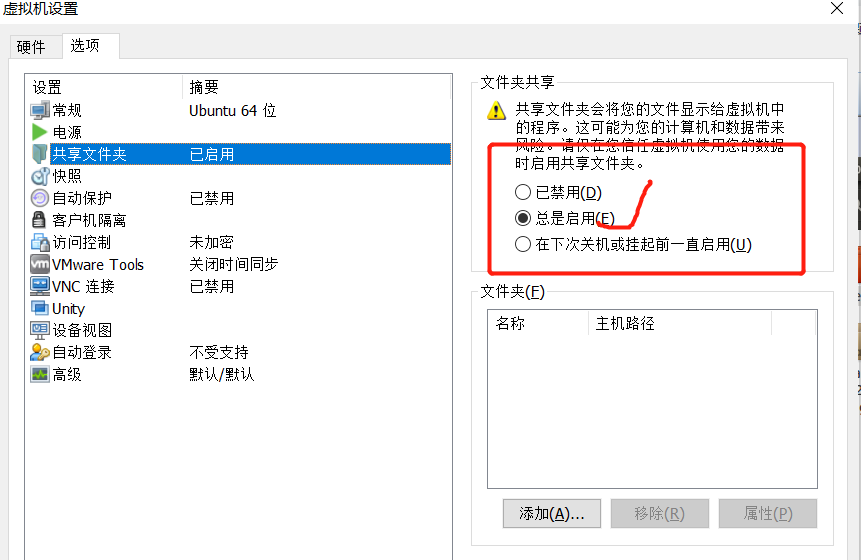 虚拟机设置
硬件 选项
设置 摘要
常规 Ubuntu 64 位
电源
共享文件夹 已启用
快照
自动保护 已禁用
客户机隔离
访问控制 未加密
VMware Tools 关闭时间同步
VNC 连接 已禁用
Unity
设备视图
自动登录 不受支持
高级 默认/默认
文件夹共享
共享文件夹会将您的文件显示给虚拟机中
的程序。这可能为您的计算机和数据带来
风险。请仅在您信任虚拟机使用您的数据
时启用共享文件夹。
已禁用(D)
总是启用(E)
在下次关机或挂起前一直启用(U)
文件夹(F)
名称 主机路径
添加(A)... 移除(R) 属性(P)